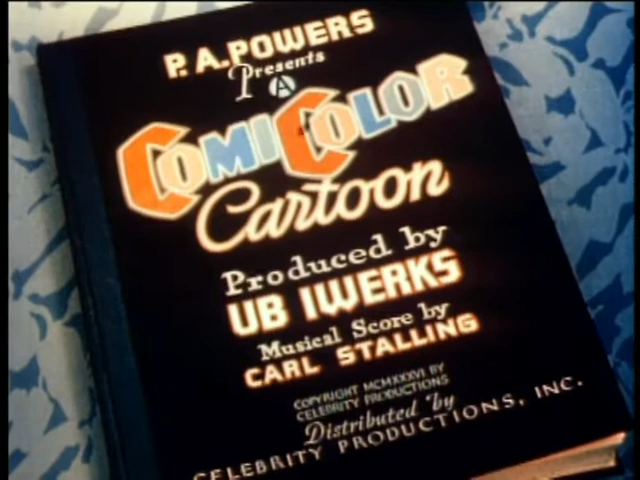 P. A. POWERS
Presents
A
COMICOLOR
Cartoon
Produced by
UB IWERKS
Musical Score by
CARL STALLING
COPYRIGHT MCMXXXVI BY
CELEBRITY PRODUCTIONS
Distributed by
CELEBRITY PRODUCTIONS, INC.